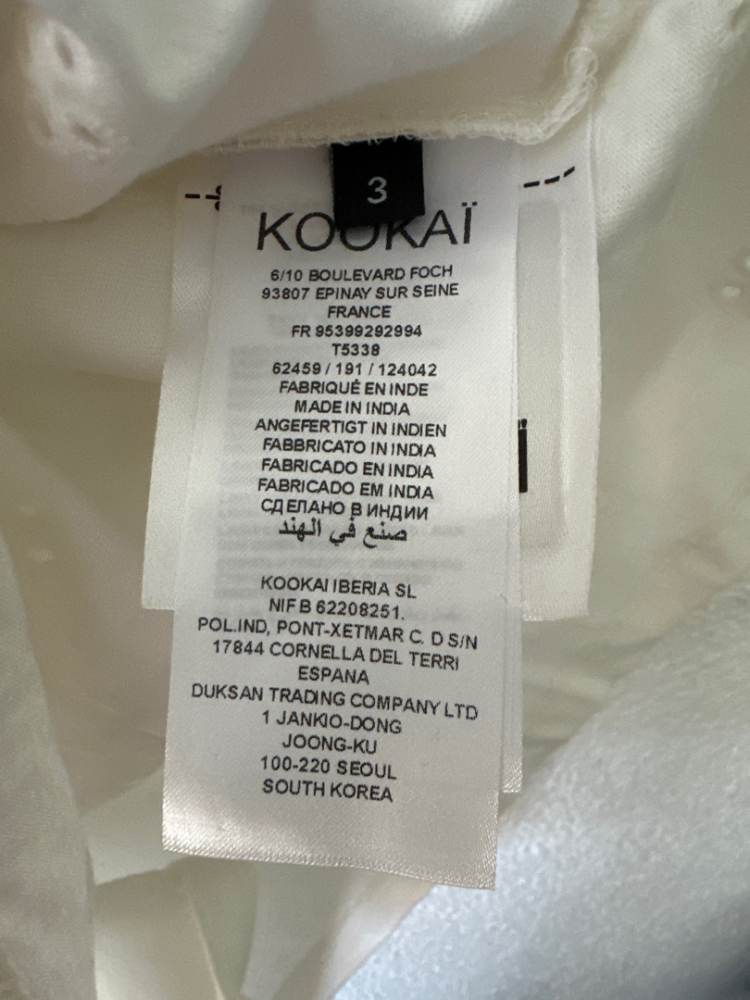 3
KOOKAÏ
6/10 BOULEVARD FOCH
93807 EPINAY SUR SEINE
FRANCE
FR 95399292994
T5338
62459 / 191 / 124042
FABRIQUÉ EN INDE
MADE IN INDIA
ANGEFERTIGT IN INDIEN
FABBRICATO IN INDIA
FABRICADO EN INDIA
FABRICADO EM INDIA
СДЕЛАНО В ИНДИИ
صنع في الهند
KOOKAI IBERIA SL
NIF B 62208251.
POL.IND, PONT-XETMAR C. D S/N
17844 CORNELLA DEL TERRI
ESPANA
DUKSAN TRADING COMPANY LTD
1 JANKIO-DONG
JOONG-KU
100-220 SEOUL
SOUTH KOREA